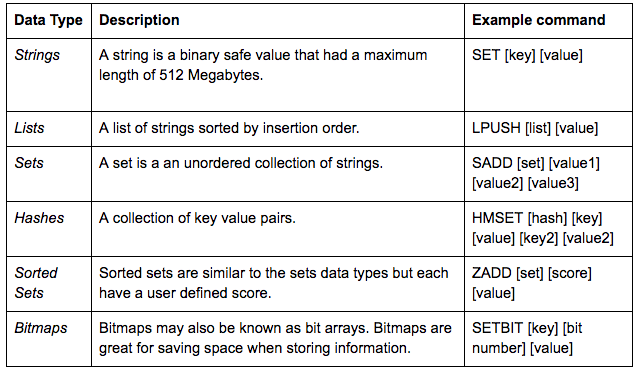 Data Type Description Example command
Strings A string is a binary safe value that had a maximum SET [key] [value]
length of 512 Megabytes.
Lists A list of strings sorted by insertion order. LPUSH [list] [value]
Sets A set is a an unordered collection of strings. SADD [set] [value1]
[value2] [value3]
Hashes A collection of key value pairs. HMSET [hash] [key]
[value] [key2] [value2]
Sorted Sorted sets are similar to the sets data types but each ZADD [set] [score]
Sets have a user defined score. [value]
Bitmaps Bitmaps may also be known as bit arrays. Bitmaps are SETBIT [key] [bit
great for saving space when storing information. number] [value]